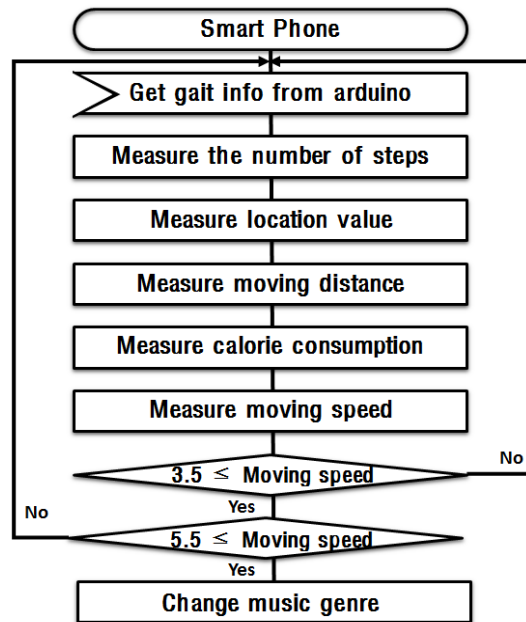 Smart Phone
Get gait info from arduino
Measure the number of steps
Measure location value
Measure moving distance
Measure calorie consumption
Measure moving speed
3.5 ≤ Moving speed
No
Yes
No
5.5 ≤ Moving speed
Yes
Change music genre